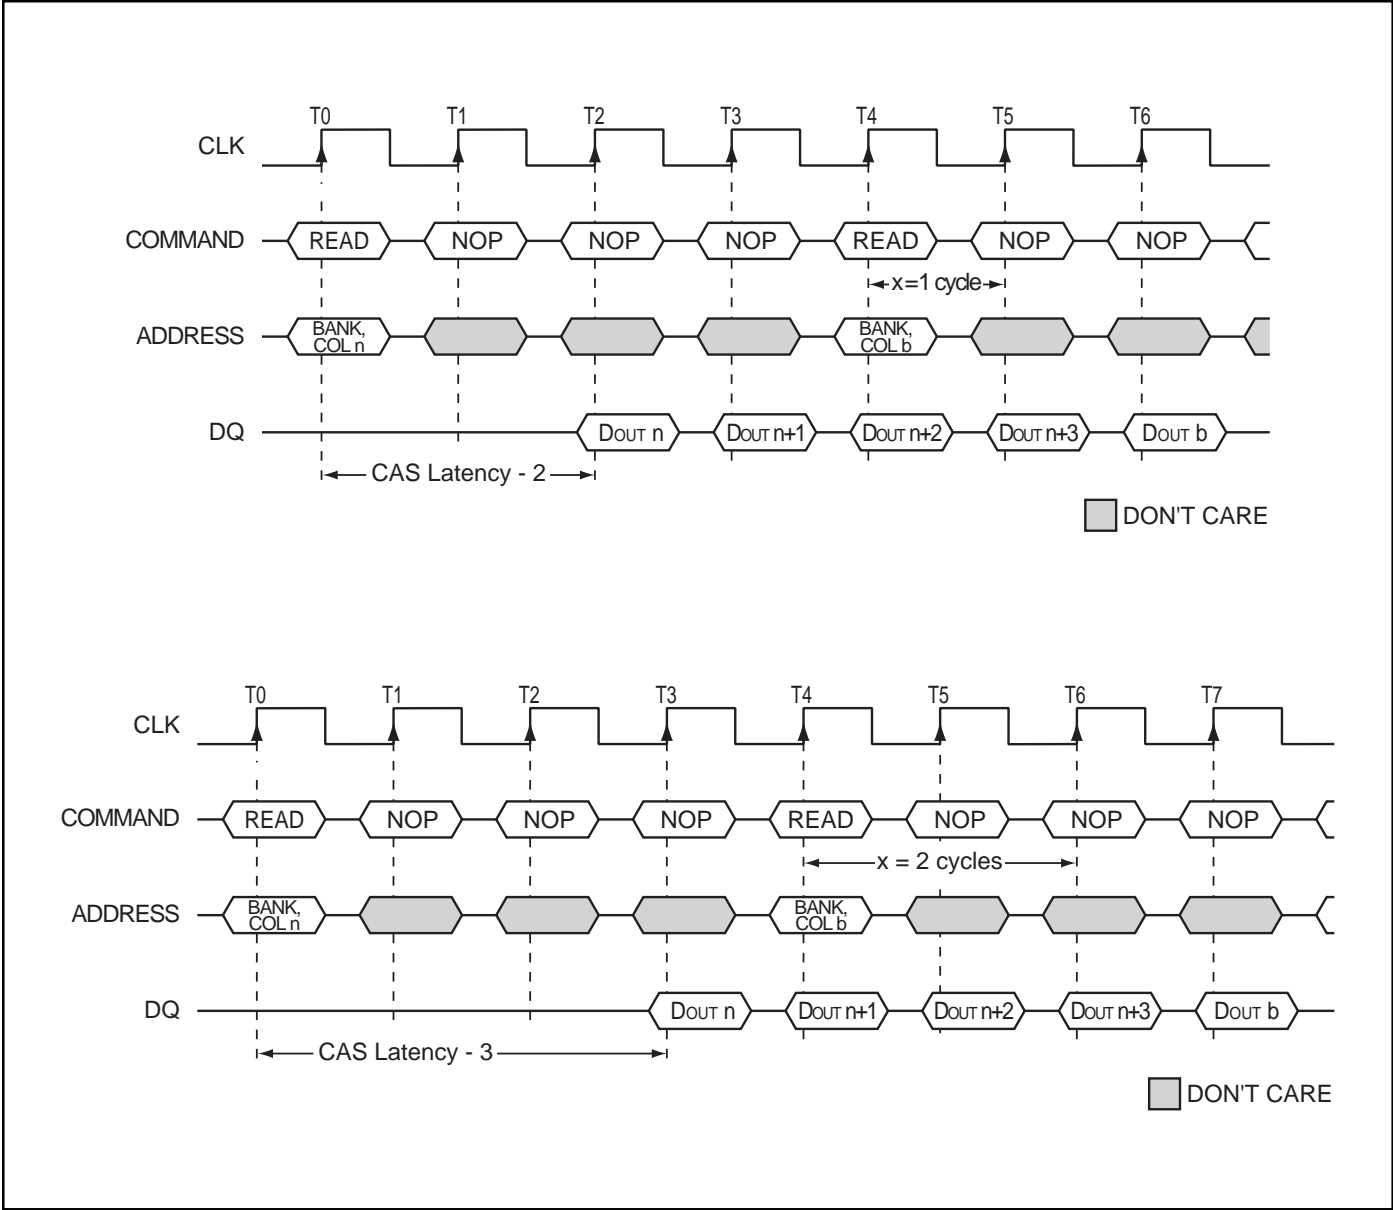 T0 T1 T2 T3 T4 T5 T6
CLK
COMMAND READ NOP NOP NOP READ NOP NOP
x=1 cycle
ADDRESS BANK, COL n BANK, COL b
DQ DOUT n DOUT n+1 DOUT n+2 DOUT n+3 DOUT b
CAS Latency - 2
DON'T CARE
T0 T1 T2 T3 T4 T5 T6 T7
CLK
COMMAND READ NOP NOP NOP READ NOP NOP NOP
x = 2 cycles
ADDRESS BANK, COL n BANK, COL b
DQ DOUT n DOUT n+1 DOUT n+2 DOUT n+3 DOUT b
CAS Latency - 3
DON'T CARE